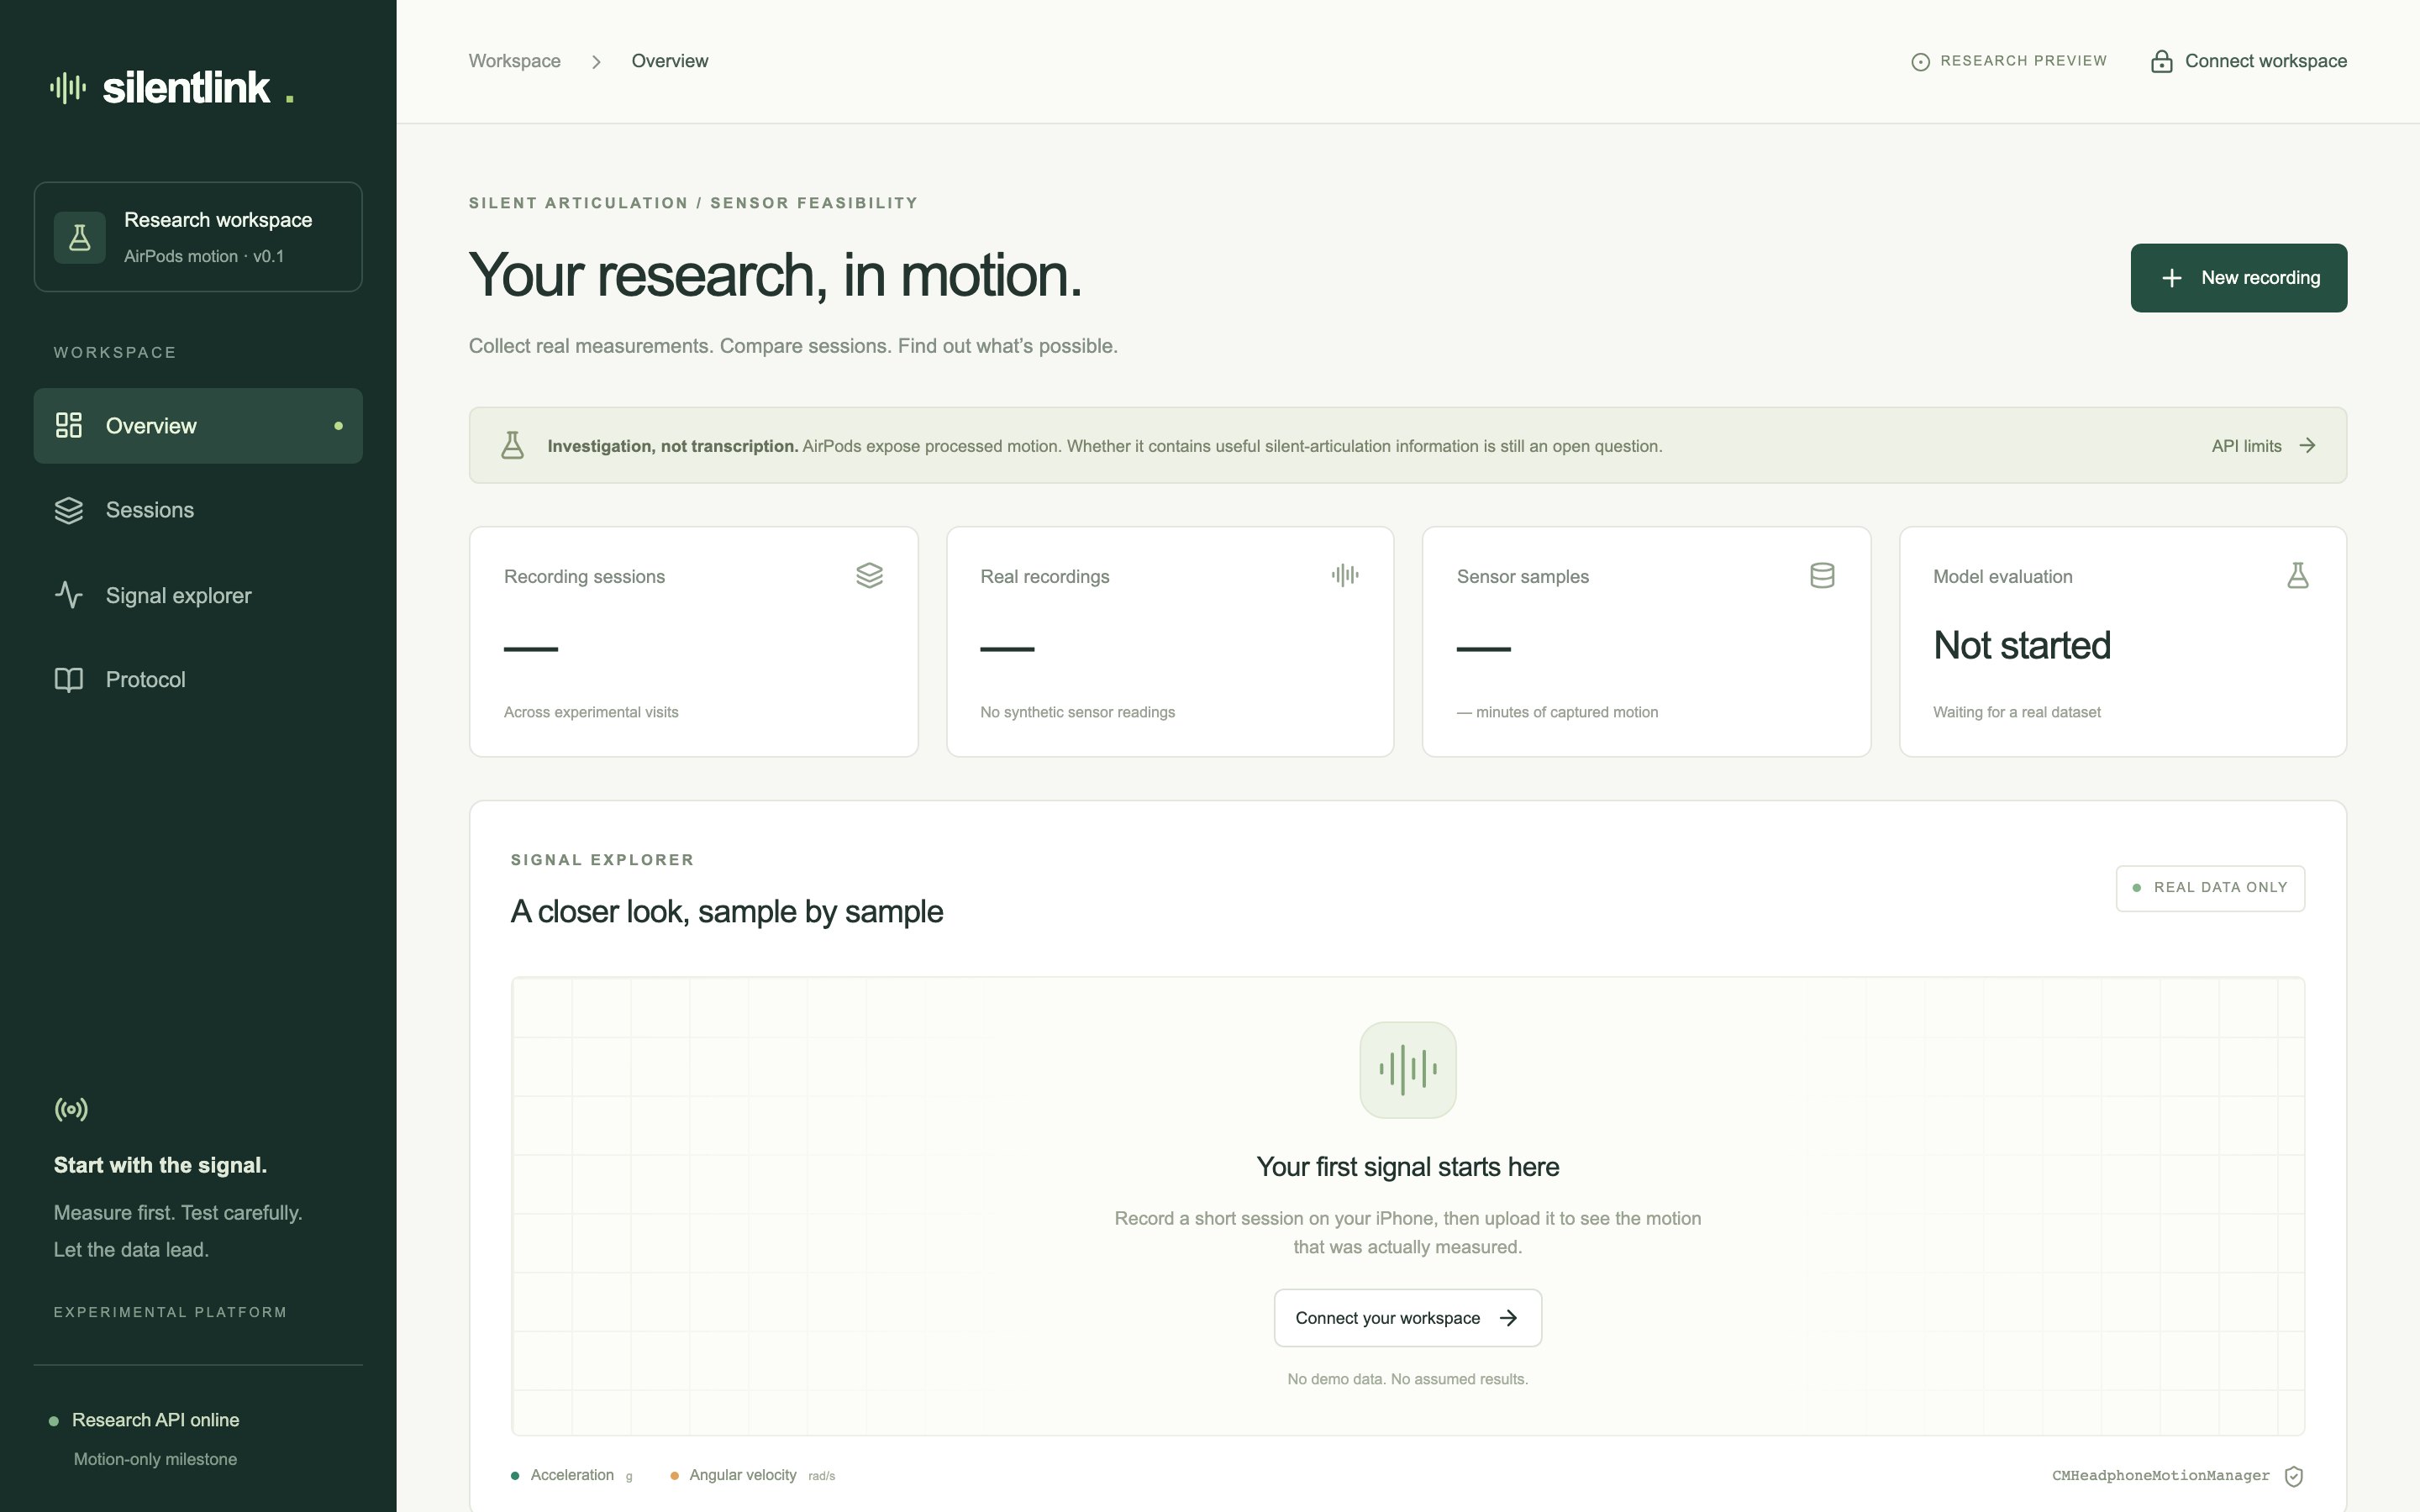 silentlink .
Research workspace
AirPods motion · v0.1
WORKSPACE
Overview
Sessions
Signal explorer
Protocol
Start with the signal.
Measure first. Test carefully.
Let the data lead.
EXPERIMENTAL PLATFORM
Research API online
Motion-only milestone
Workspace
Overview
RESEARCH PREVIEW
Connect workspace
SILENT ARTICULATION / SENSOR FEASIBILITY
Your research, in motion.
New recording
Collect real measurements. Compare sessions. Find out what’s possible.
Investigation, not transcription. AirPods expose processed motion. Whether it contains useful silent-articulation information is still an open question.
API limits
Recording sessions
—
Across experimental visits
Real recordings
—
No synthetic sensor readings
Sensor samples
—
— minutes of captured motion
Model evaluation
Not started
Waiting for a real dataset
SIGNAL EXPLORER
A closer look, sample by sample
REAL DATA ONLY
Your first signal starts here
Record a short session on your iPhone, then upload it to see the motion
that was actually measured.
Connect your workspace
No demo data. No assumed results.
Acceleration g
Angular velocity rad/s
CMHeadphoneMotionManager